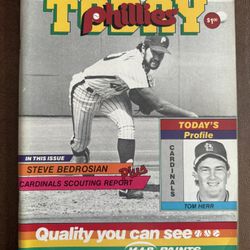 TODAY
Phillies
$1.00
TODAY'S
Profile
CARDINALS
TOM HERR
IN THIS ISSUE
STEVE BEDROSIAN
Plus
CARDINALS SCOUTING REPORT
Quality you can see
M.A.B. PAINTS